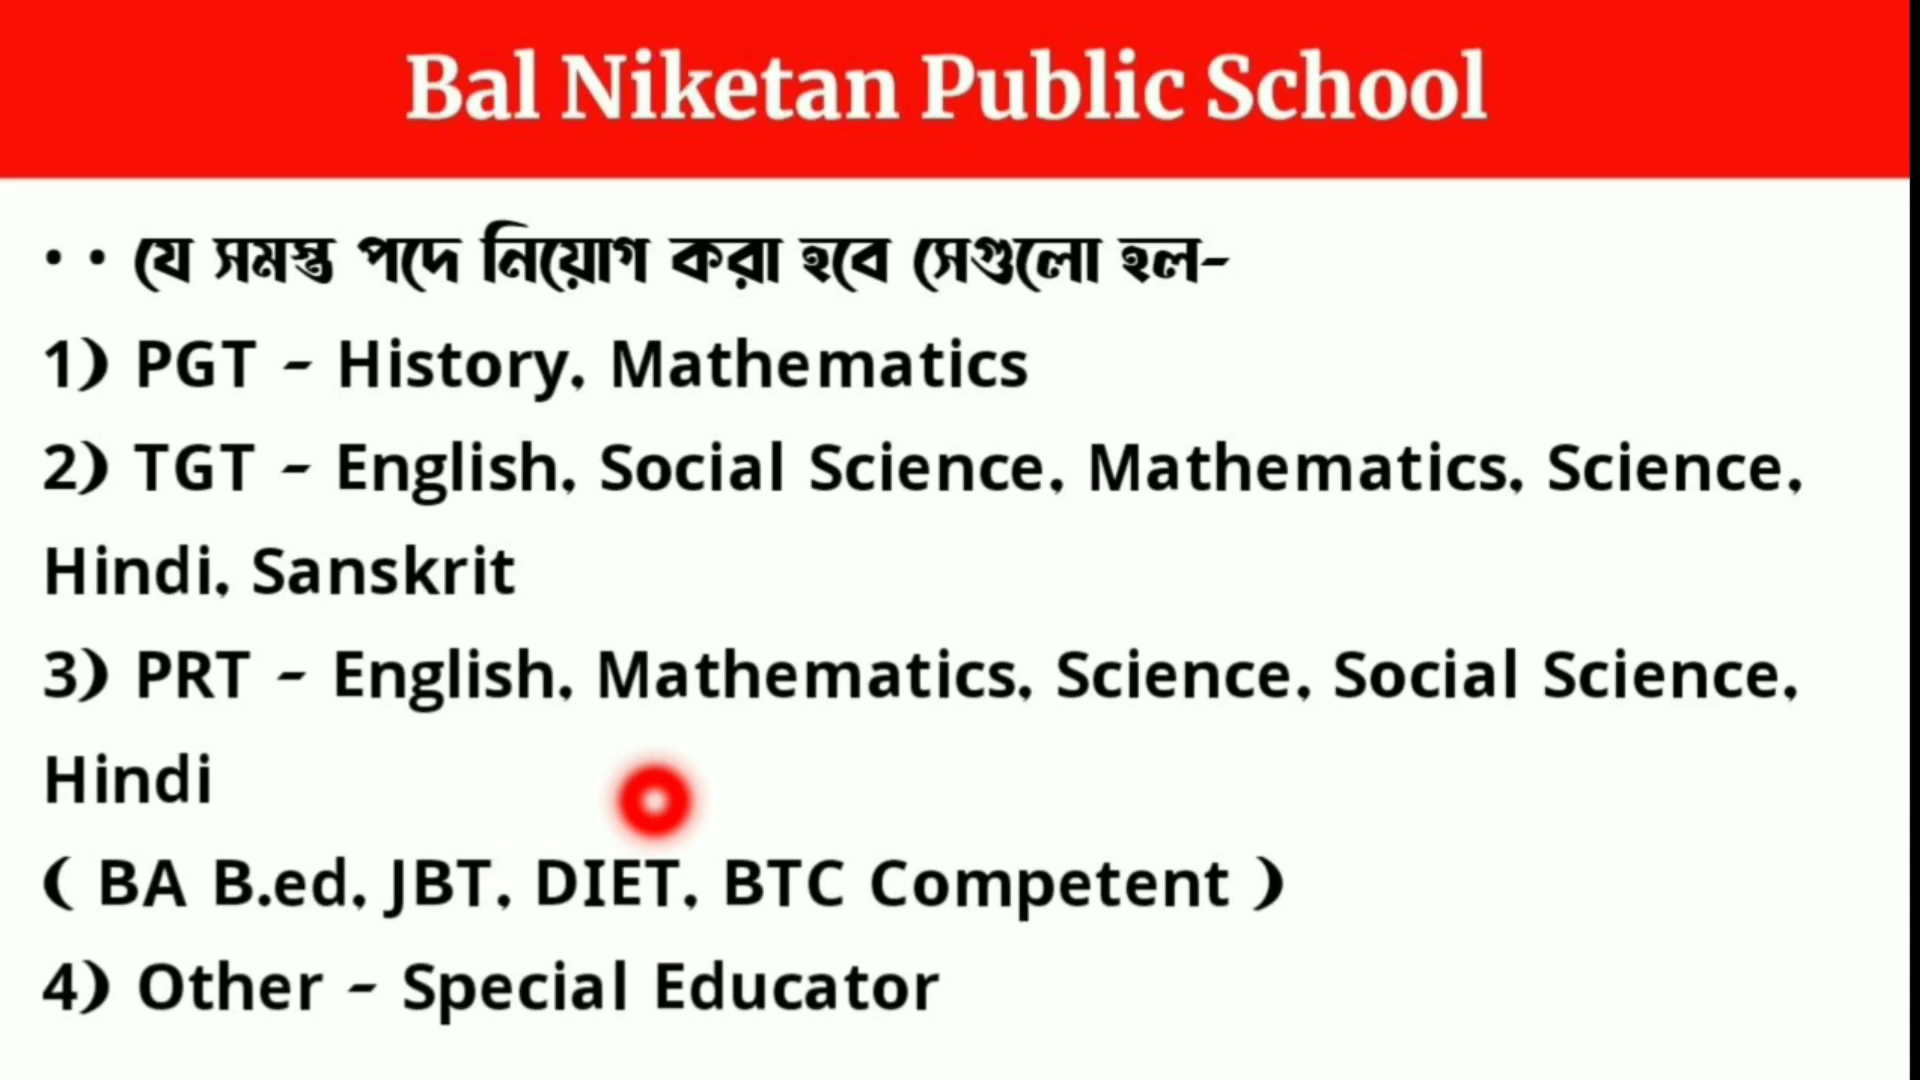 Bal Niketan Public School
• • যে সমস্ত পদে নিয়োগ করা হবে সেগুলো হল-
1) PGT - History, Mathematics
2) TGT - English, Social Science, Mathematics, Science,
Hindi, Sanskrit
3) PRT - English, Mathematics, Science, Social Science,
Hindi
( BA B.ed, JBT, DIET, BTC Competent )
4) Other - Special Educator